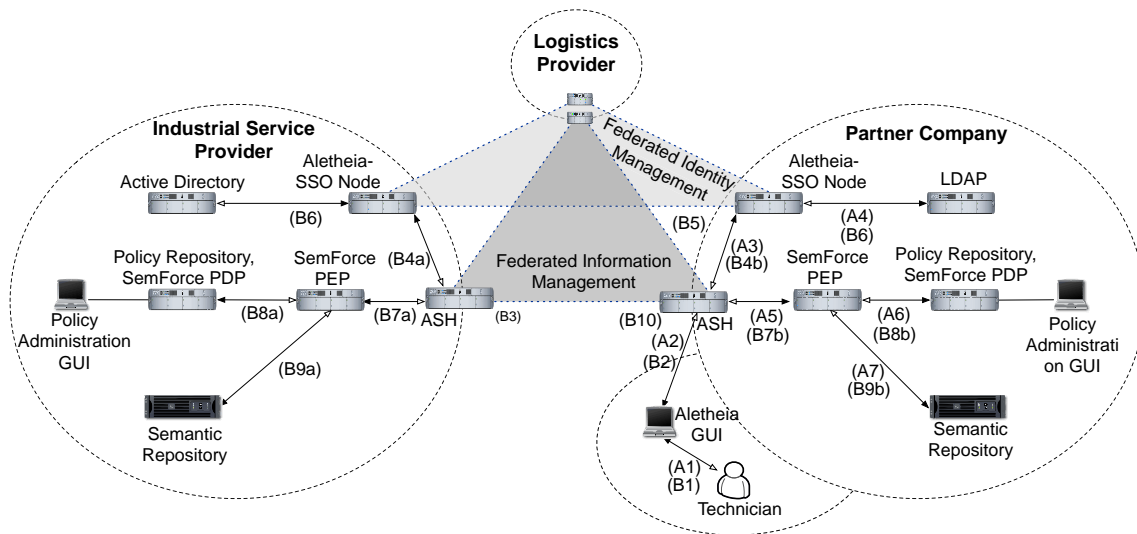 Logistics
Provider
Industrial Service
Provider
Partner Company
Federated Identity
Management
Aletheia-
SSO Node
Active Directory
(B6)
Aletheia-
SSO Node
LDAP
(A4)
(B6)
(B5)
(A3)
(B4b)
(B4a)
Policy Repository,
SemForce PDP
SemForce
PEP
Federated Information
Management
SemForce
PEP
Policy Repository,
SemForce PDP
Policy
Administration
GUI
(B8a)
(B7a)
ASH
(B3)
(B10)
ASH
(A5)
(B7b)
(A6)
(B8b)
Policy
Administrati
on GUI
(A2)
(B2)
(B9a)
(A7)
(B9b)
Semantic
Repository
Aletheia
GUI
Semantic
Repository
(A1)
(B1)
Technician